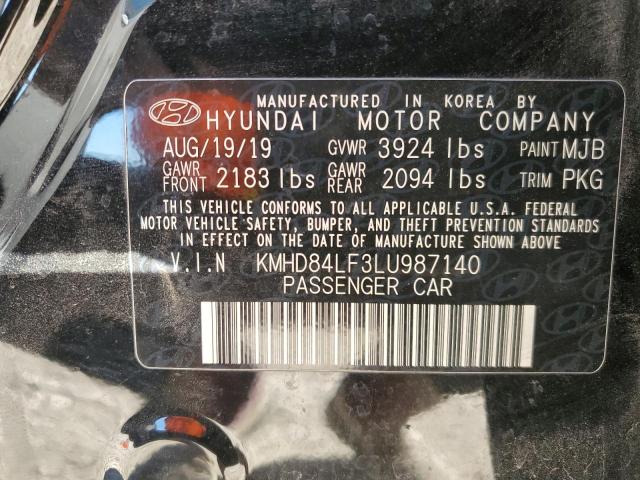 MANUFACTURED IN KOREA BY
HYUNDAI MOTOR COMPANY
AUG/19/19 GVWR 3924 lbs PAINT MJB
GAWR FRONT 2183 lbs GAWR REAR 2094 lbs TRIM PKG
THIS VEHICLE CONFORMS TO ALL APPLICABLE U.S.A. FEDERAL
MOTOR VEHICLE SAFETY, BUMPER, AND THEFT PREVENTION STANDARDS
IN EFFECT ON THE DATE OF MANUFACTURE SHOWN ABOVE
V.I.N KMHD84LF3LU987140
PASSENGER CAR